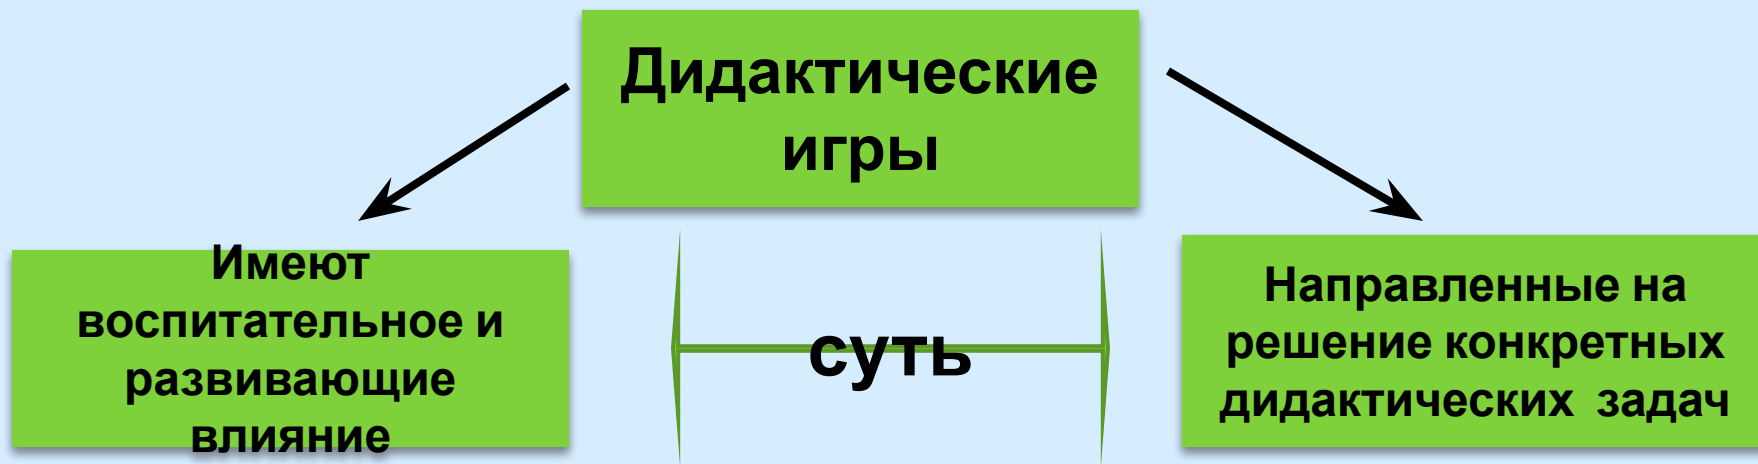 Дидактические
игры
Имеют
воспитательное и
развивающие
влияние
суть
Направленные на
решение конкретных
дидактических задач